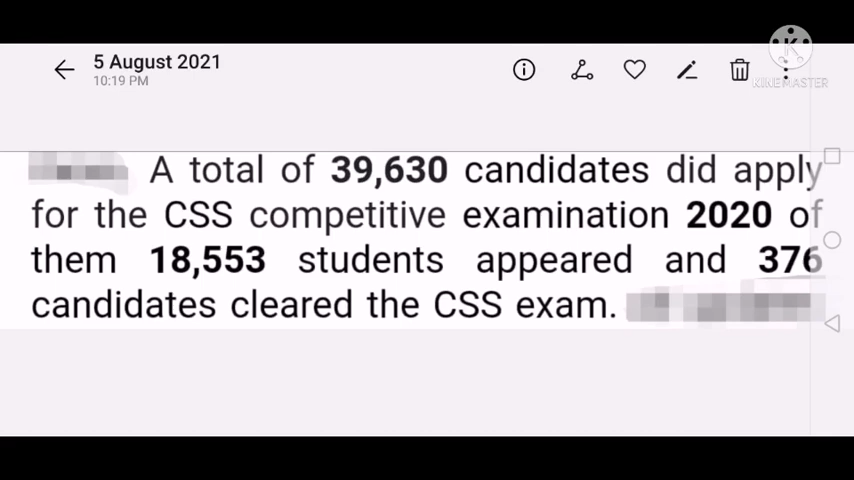 5 August 2021
10:19 PM
KINEMASTER
A total of 39,630 candidates did apply
for the CSS competitive examination 2020 of
them 18,553 students appeared and 376
candidates cleared the CSS exam.